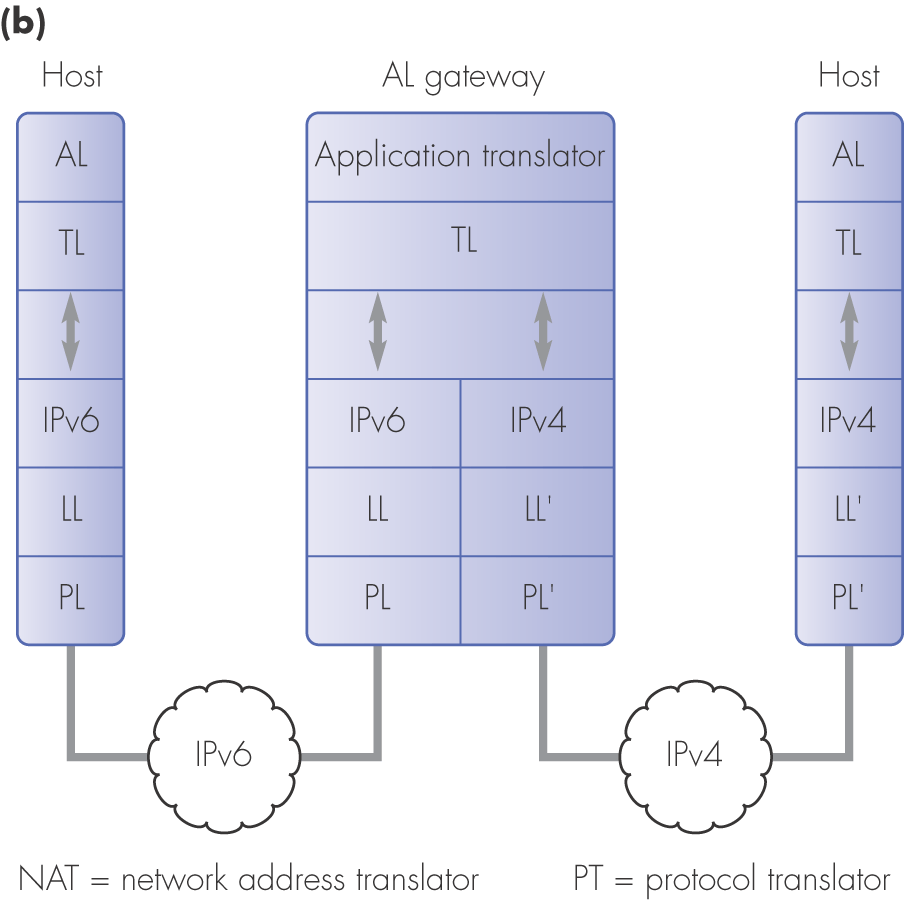 (b)
Host
AL gateway
Host
AL
Application translator
AL
TL
TL
TL
IPv6
IPv6
IPv4
IPv4
LL
LL
LL'
LL'
PL
PL
PL'
PL'
IPv6
IPv4
NAT = network address translator
PT = protocol translator